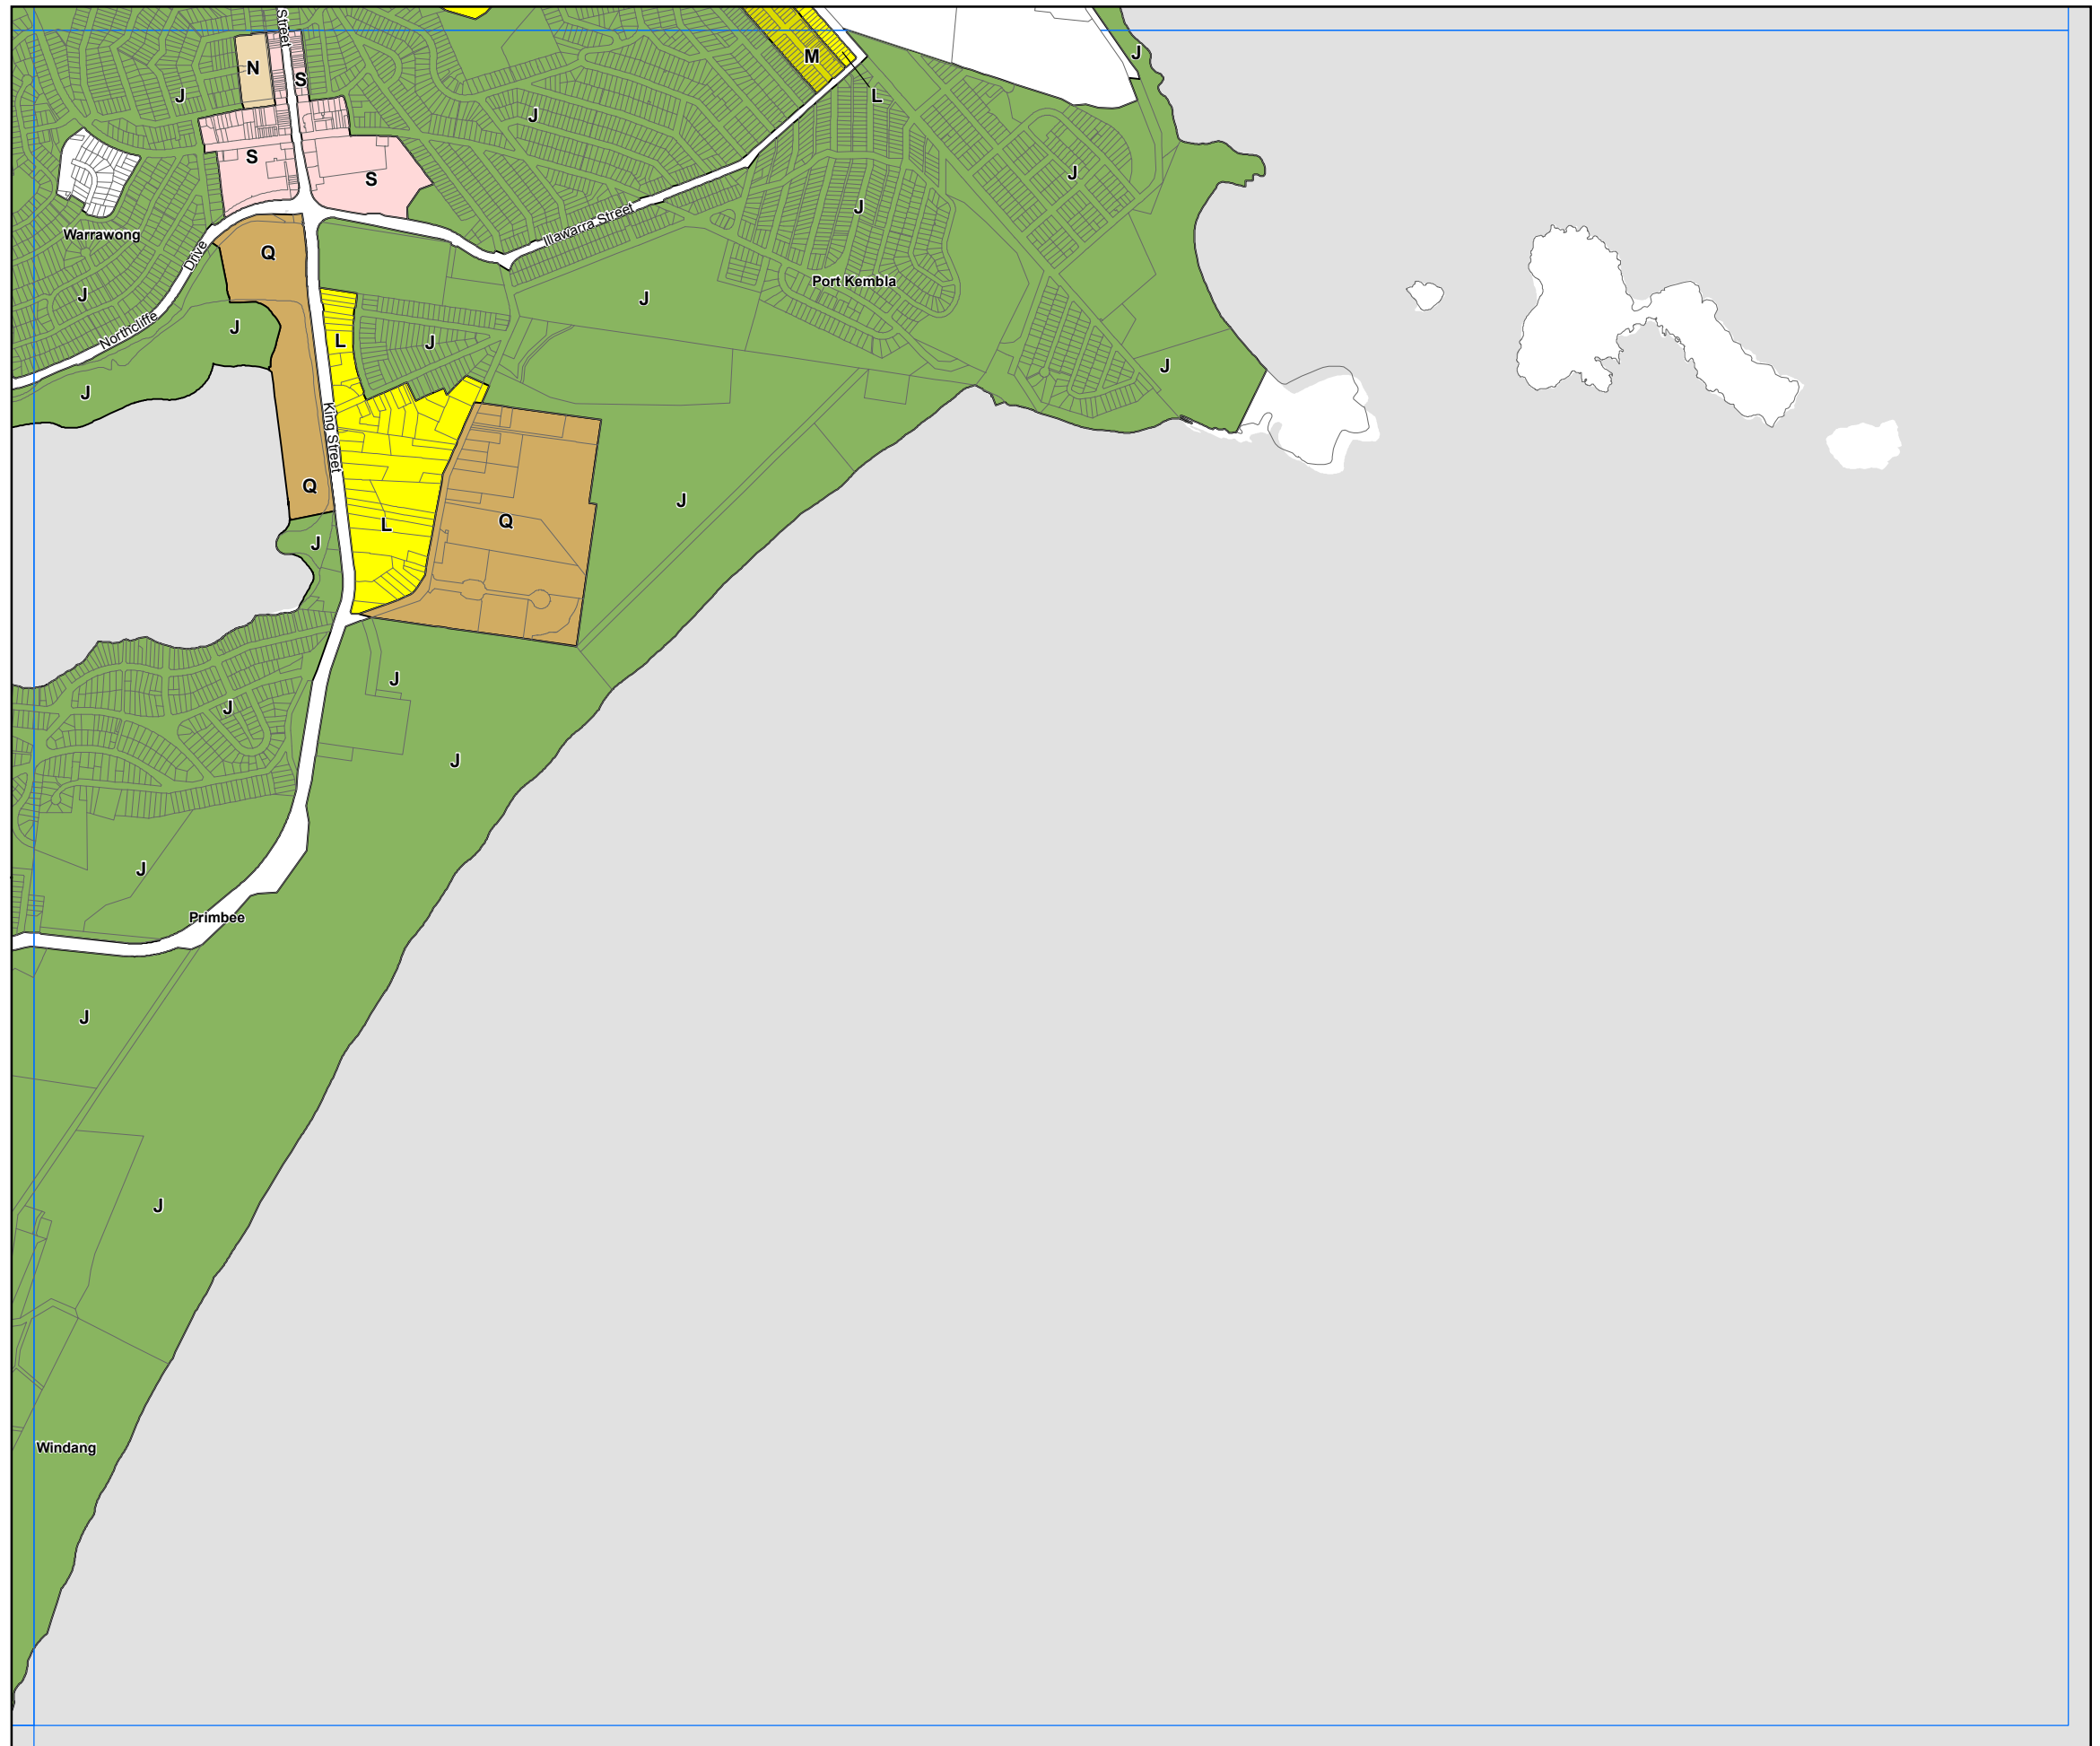 Street
J
M
N
S
L
J
J
S
S
J
J
Warrawong
Q
Drive
Illawarra Street
Port Kembla
J
J
J
Northcliffe
L
J
J
J
King Street
Q
J
L
Q
J
J
J
J
J
Primbee
J
J
Windang